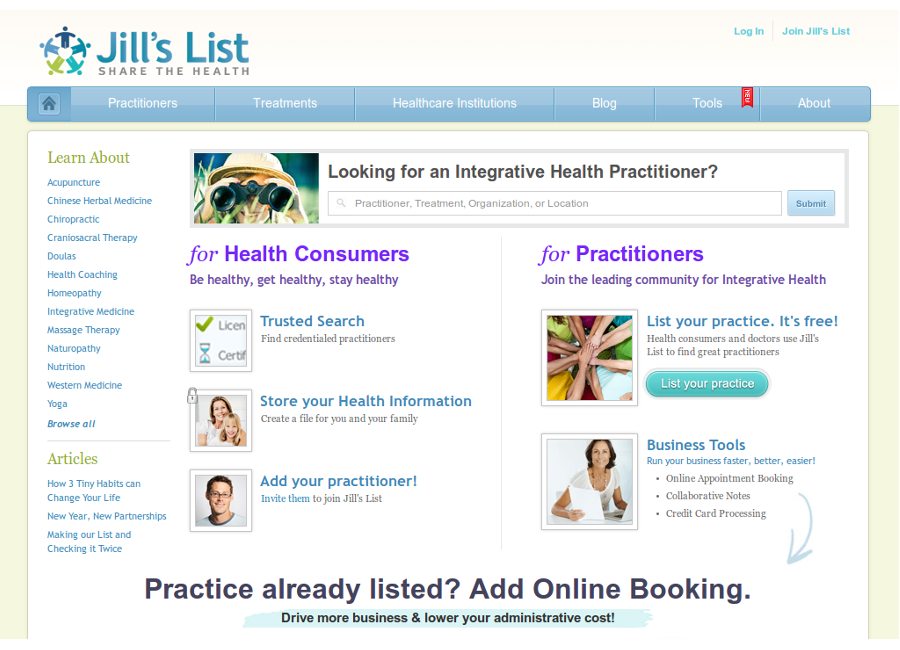 Log In
Join Jill's List
Jill's List
SHARE THE HEALTH
Practitioners
Treatments
Healthcare Institutions
Blog
Tools
NEW
About
Learn About
Acupuncture
Chinese Herbal Medicine
Chiropractic
Craniosacral Therapy
Doulas
Health Coaching
Homeopathy
Integrative Medicine
Massage Therapy
Naturopathy
Nutrition
Western Medicine
Yoga
Browse all
Articles
How 3 Tiny Habits can
Change Your Life
New Year, New Partnerships
Making our List and
Checking it Twice
Looking for an Integrative Health Practitioner?
Practitioner, Treatment, Organization, or Location
Submit
for Health Consumers
Be healthy, get healthy, stay healthy
Licen
Certif
Trusted Search
Find credentialed practitioners
Store your Health Information
Create a file for you and your family
Add your practitioner!
Invite them to join Jill's List
for Practitioners
Join the leading community for Integrative Health
List your practice. It's free!
Health consumers and doctors use Jill's
List to find great practitioners
List your practice
Business Tools
Run your business faster, better, easier!
• Online Appointment Booking
• Collaborative Notes
• Credit Card Processing
Practice already listed? Add Online Booking.
Drive more business & lower your administrative cost!